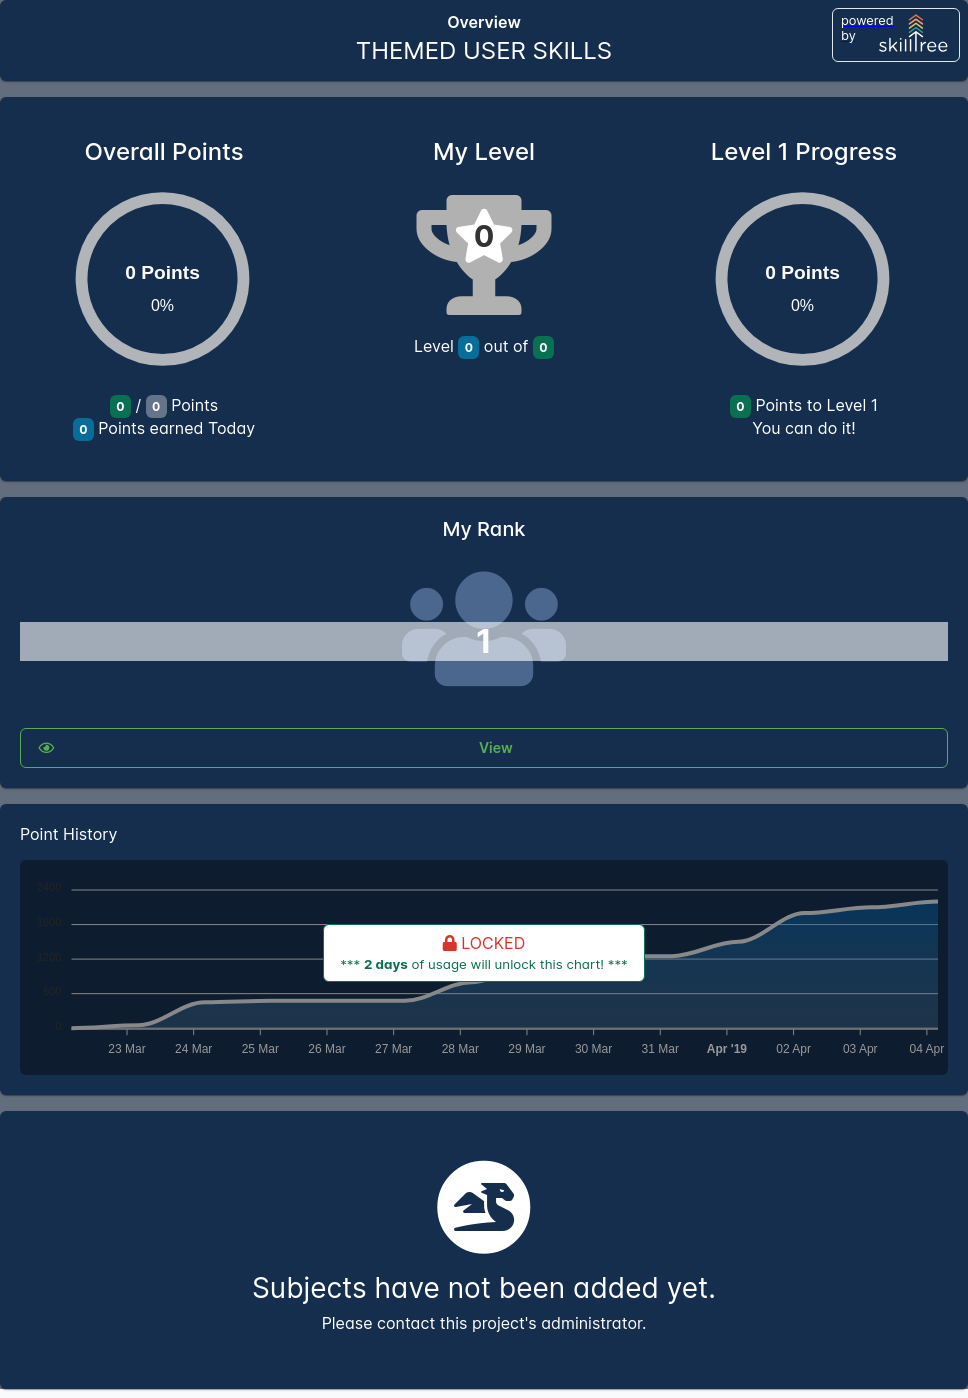 Overview
THEMED USER SKILLS
powered
by
skilltree
Overall Points
My Level
Level 1 Progress
0 Points
0%
0
0 Points
0%
Level 0 out of 0
0 / 0 Points
0 Points earned Today
0 Points to Level 1
You can do it!
My Rank
1
View
Point History
2400
1800
1200
600
0
LOCKED
*** 2 days of usage will unlock this chart! ***
23 Mar
24 Mar
25 Mar
26 Mar
27 Mar
28 Mar
29 Mar
30 Mar
31 Mar
Apr '19
02 Apr
03 Apr
04 Apr
Subjects have not been added yet.
Please contact this project's administrator.